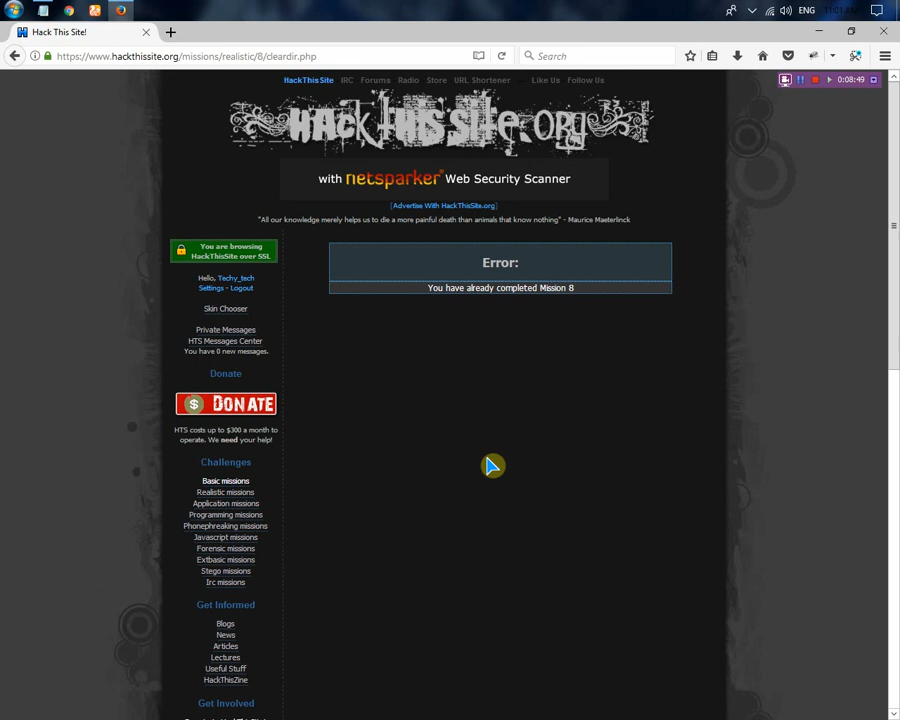 ENG
Hack This Site!
https://www.hackthissite.org/missions/realistic/8/cleardir.php
Search
HackThisSite IRC Forums Radio Store URL Shortener Like Us Follow Us
0:08:49
HACKTHISSITE.ORG
with netsparker Web Security Scanner
[Advertise With HackThisSite.org]
"All our knowledge merely helps us to die a more painful death than animals that know nothing" - Maurice Maeterlinck
You are browsing
HackThisSite over SSL
Hello, Techy_tech
Settings - Logout
Skin Chooser
Private Messages
HTS Messages Center
You have 0 new messages.
Donate
$ DONATE
HTS costs up to $300 a month to
operate. We need your help!
Challenges
Basic missions
Realistic missions
Application missions
Programming missions
Phonephreaking missions
Javascript missions
Forensic missions
Extbasic missions
Stego missions
Irc missions
Get Informed
Blogs
News
Articles
Lectures
Useful Stuff
HackThisZine
Get Involved
Error:
You have already completed Mission 8